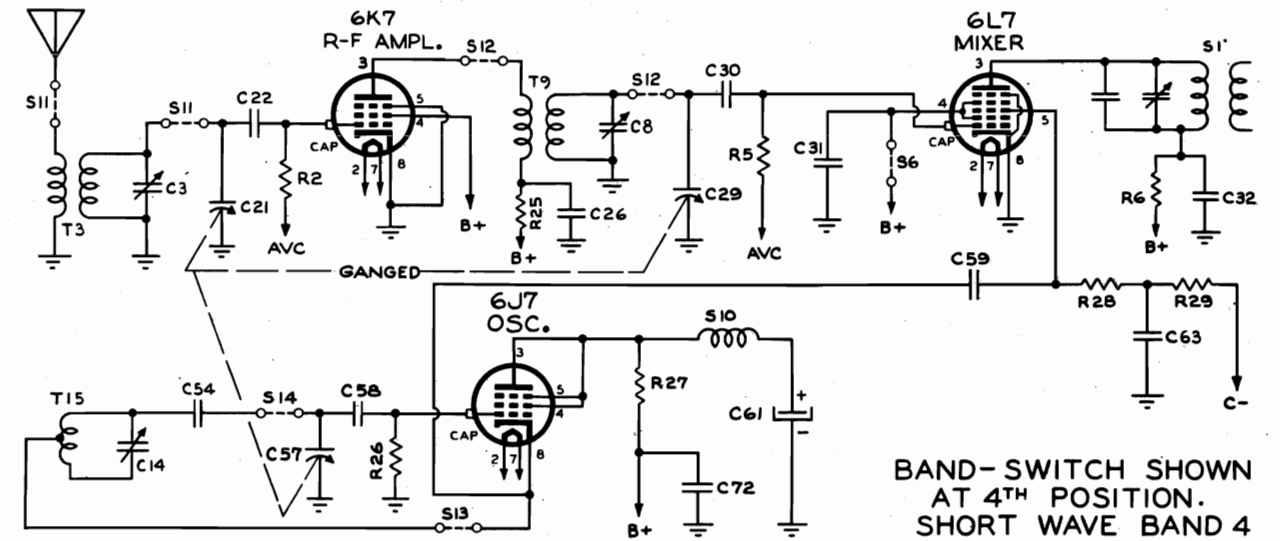 6K7
R-F AMPL.
3
S12
6L7
MIXER
3
S1
S11
S11
C22
5
4
CAP
2
7
8
T9
S12
C30
C8
4
5
CAP
2
7
8
C3
T3
C21
R2
AVC
B+
R25
C26
B+
C29
R5
AVC
C31
S6
B+
R6
C32
B+
GANGED
C59
R28
R29
C63
C-
6J7
OSC.
3
S10
5
4
CAP
2
7
8
R27
C61
+
-
T15
C54
S14
C58
C14
C57
R26
S13
C72
B+
BAND-SWITCH SHOWN
AT 4TH POSITION.
SHORT WAVE BAND 4